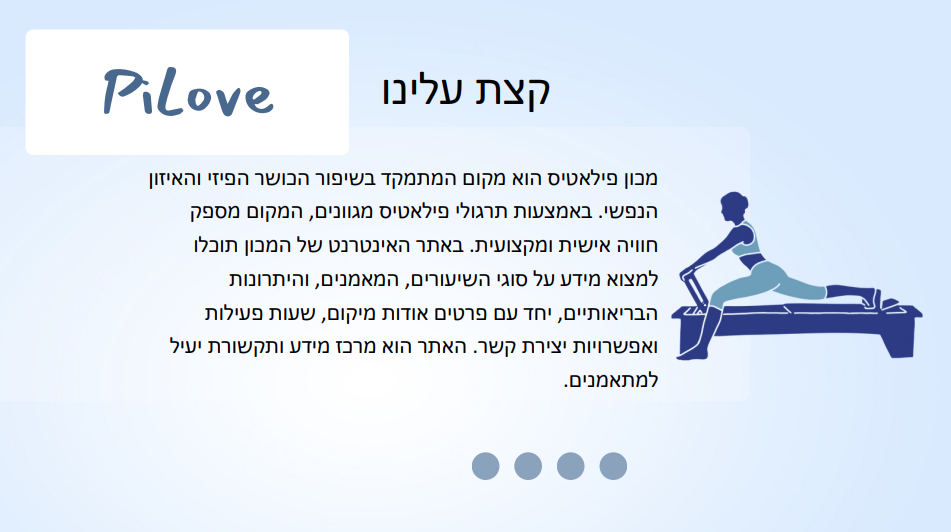 PiLove
קצת עלינו
מכון פילאטיס הוא מקום המתמקד בשיפור הכושר הפיזי והאיזון
הנפשי. באמצעות תרגולי פילאטיס מגוונים, המקום מספק
חוויה אישית ומקצועית. באתר האינטרנט של המכון תוכלו
למצוא מידע על סוגי השיעורים, המאמנים, והיתרונות
הבריאותיים, יחד עם פרטים אודות מיקום, שעות פעילות
ואפשרויות יצירת קשר. האתר הוא מרכז מידע ותקשורת יעיל
למתאמנים.